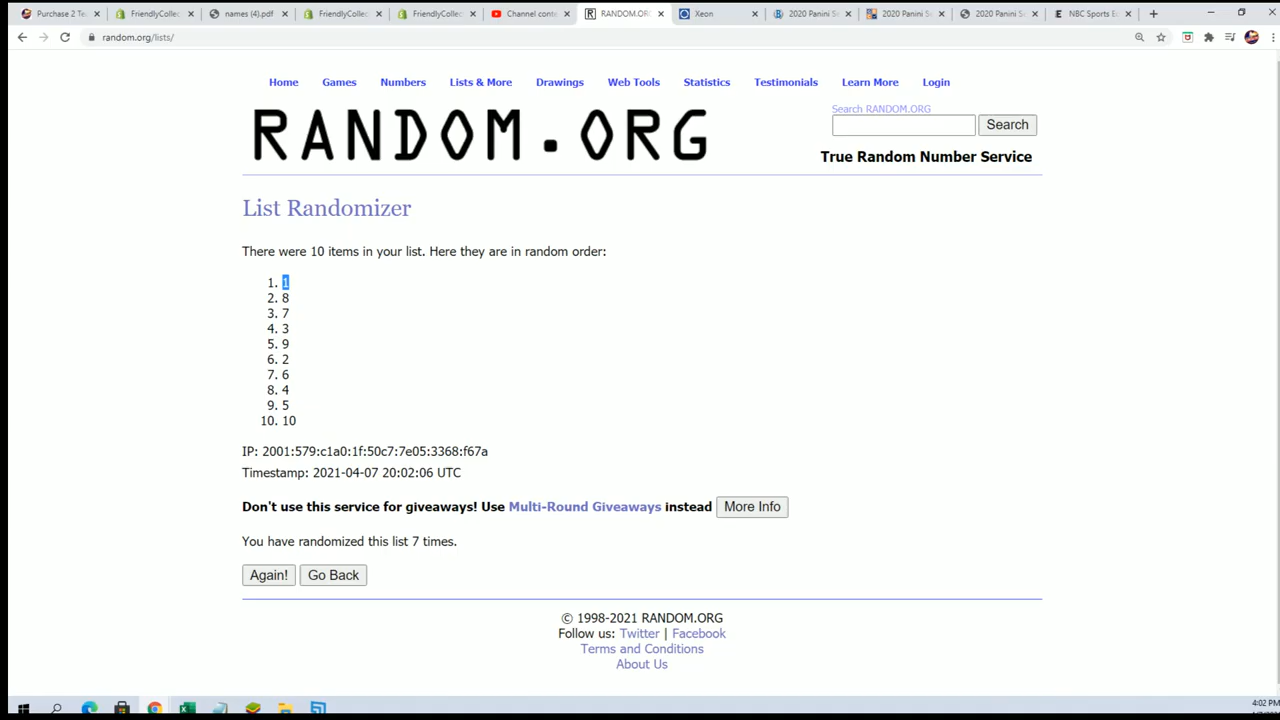 Purchase 2 Te
FriendlyCollec
names (4).pdf
FriendlyCollec
FriendlyCollec
Channel conte
RANDOM.OR
Xeon
2020 Panini Se
2020 Panini Se
2020 Panini Se
NBC Sports Ed
random.org/lists/
Home Games Numbers Lists & More Drawings Web Tools Statistics Testimonials Learn More Login
RANDOM.ORG
Search RANDOM.ORG
Search
True Random Number Service
List Randomizer
There were 10 items in your list. Here they are in random order:
1. 1
2. 8
3. 7
4. 3
5. 9
6. 2
7. 6
8. 4
9. 5
10. 10
IP: 2001:579:c1a0:1f:50c7:7e05:3368:f67a
Timestamp: 2021-04-07 20:02:06 UTC
Don't use this service for giveaways! Use Multi-Round Giveaways instead More Info
You have randomized this list 7 times.
Again! Go Back
© 1998-2021 RANDOM.ORG
Follow us: Twitter | Facebook
Terms and Conditions
About Us
4:02 PM